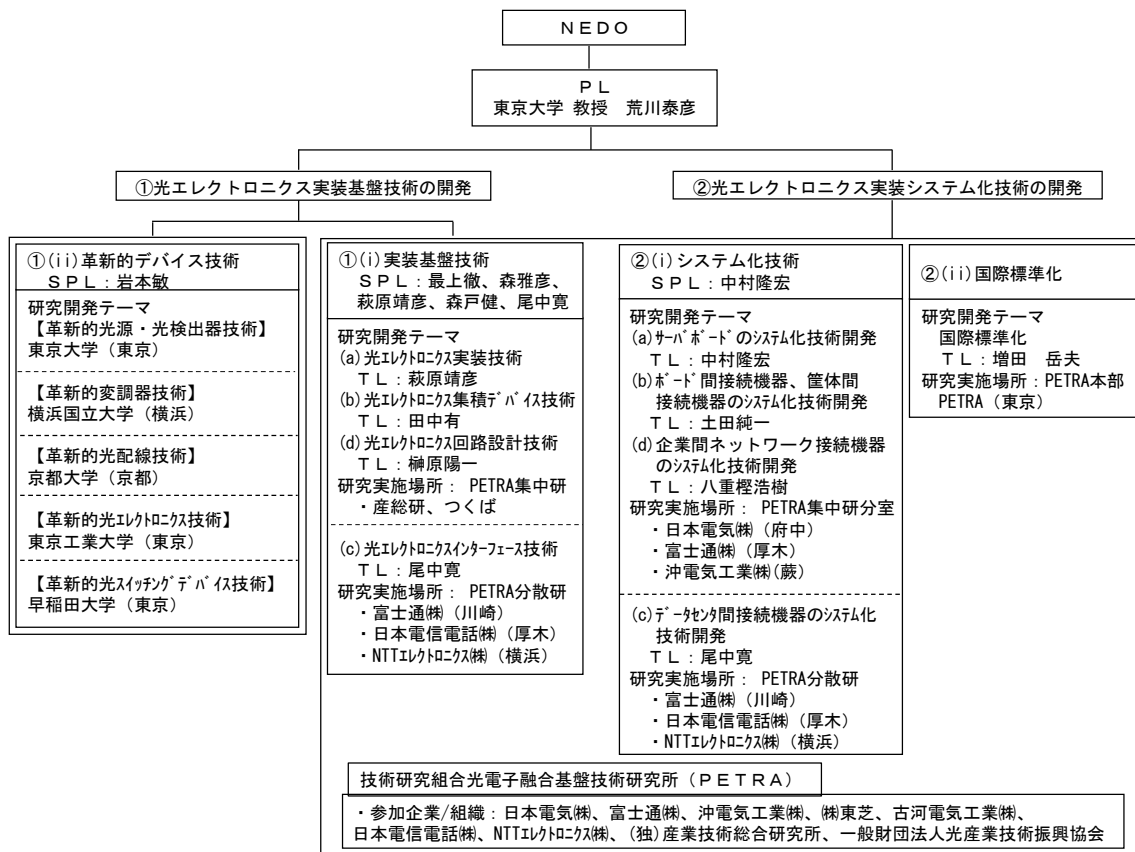 ＮＥＤＯ
ＰＬ
東京大学 教授　荒川泰彦
①光エレクトロニクス実装基盤技術の開発
②光エレクトロニクス実装システム化技術の開発
①(ii)革新的デバイス技術
ＳＰＬ：岩本敏
研究開発テーマ
【革新的光源・光検出器技術】
東京大学（東京）
【革新的変調器技術】
横浜国立大学（横浜）
【革新的光配線技術】
京都大学（京都）
【革新的光ｴﾚｸﾄﾛﾆｸｽ技術】
東京工業大学（東京）
【革新的光ｽｲｯﾁﾝｸﾞﾃﾞﾊﾞｲｽ技術】
早稲田大学（東京）
①(i)実装基盤技術
ＳＰＬ：最上徹、森雅彦、
萩原靖彦、森戸健、尾中寛
研究開発テーマ
(a)光エレクトロニクス実装技術
ＴＬ：萩原靖彦
(b)光エレクトロニクス集積ﾃﾞﾊﾞｲｽ技術
ＴＬ：田中有
(d)光エレクトロニクス回路設計技術
ＴＬ：榊原陽一
研究実施場所： PETRA集中研
・産総研、つくば
(c)光エレクトロニクスインターフェース技術
ＴＬ：尾中寛
研究実施場所：PETRA分散研
・富士通㈱（川崎）
・日本電信電話㈱（厚木）
・NTTｴﾚｸﾄﾛﾆｸｽ㈱（横浜）
②(i)システム化技術
ＳＰＬ：中村隆宏
研究開発テーマ
(a)ｻｰﾊﾞﾎﾞｰﾄﾞのシステム化技術開発
ＴＬ：中村隆宏
(b)ﾎﾞｰﾄﾞ間接続機器、筐体間
接続機器のシステム化技術開発
ＴＬ：土田純一
(d)企業間ネットワーク接続機器
のｼｽﾃﾑ化技術開発
ＴＬ：八重樫浩樹
研究実施場所： PETRA集中研分室
・日本電気㈱（府中）
・富士通㈱（厚木）
・沖電気工業㈱(蕨)
(c)ﾃﾞｰﾀｾﾝﾀ間接続機器のｼｽﾃﾑ化
技術開発
ＴＬ：尾中寛
研究実施場所： PETRA分散研
・富士通㈱（川崎）
・日本電信電話㈱（厚木）
・NTTｴﾚｸﾄﾛﾆｸｽ㈱（横浜）
②(ii)国際標準化
研究開発テーマ
国際標準化
ＴＬ：増田　岳夫
研究実施場所：PETRA本部
PETRA（東京）
技術研究組合光電子融合基盤技術研究所（ＰＥＴＲＡ）
・参加企業/組織：日本電気㈱、富士通㈱、沖電気工業㈱、㈱東芝、古河電気工業㈱、
日本電信電話㈱、NTTｴﾚｸﾄﾛﾆｸｽ㈱、(独)産業技術総合研究所、一般財団法人光産業技術振興協会